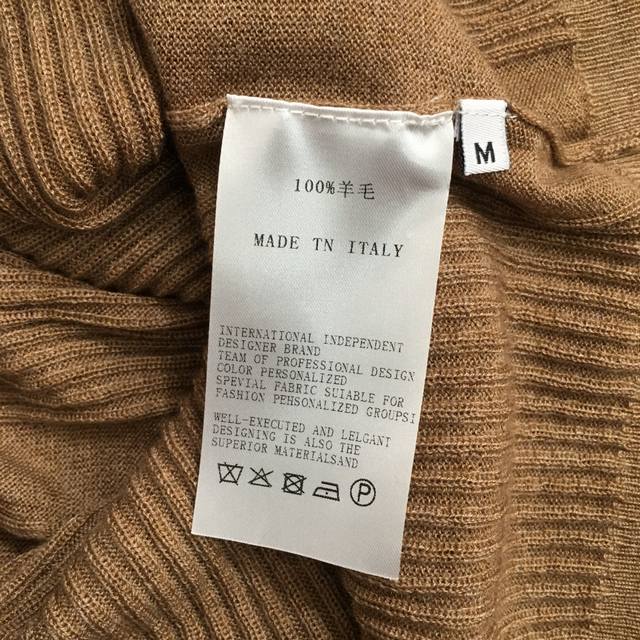 100%羊毛
M
MADE TN ITALY
INTERNATIONAL INDEPENDENT
DESIGNER BRAND
TEAM OF PROFESSIONAL DESIGN
COLOR PERSONALIZED
SPEVIAL FABRIC SUIABLE FOR
FASHION PEHSONALIZED GROUPSI
WELL-EXECUTED AND LELGANT
DESIGNING IS ALSO THE
SUPERIOR MATERIALSAND
P